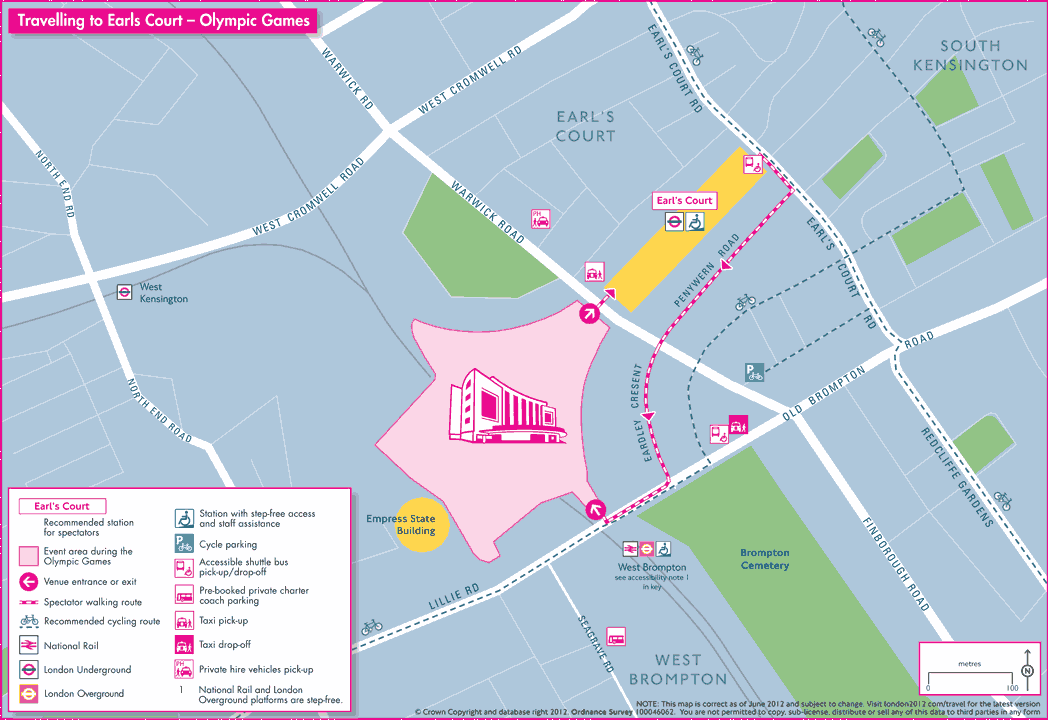 Travelling to Earls Court – Olympic Games
SOUTH
KENSINGTON
EARL'S COURT RD
WARWICK RD
WEST CROMWELL RD
EARL'S
COURT
NORTH END RD
WEST CROMWELL ROAD
WARWICK ROAD
Earl's Court
PH
PENYWERN ROAD
EARL'S COURT RD
West
Kensington
ROAD
P
OLD BROMPTON
EARDLEY CRESENT
NORTH END ROAD
REDCLIFFE GARDENS
Empress State
Building
FINBOROUGH ROAD
Brompton
Cemetery
West Brompton
see accessibility note 1
in key
LILLIE RD
SEAGRAVE RD
WEST
BROMPTON
Earl's Court
Recommended station
for spectators
Event area during the
Olympic Games
Venue entrance or exit
Spectator walking route
Recommended cycling route
National Rail
London Underground
London Overground
Station with step-free access
and staff assistance
P
Cycle parking
Accessible shuttle bus
pick-up/drop-off
Pre-booked private charter
coach parking
Taxi pick-up
Taxi drop-off
PH
Private hire vehicles pick-up
1 National Rail and London
Overground platforms are step-free.
metres
0 100
N
NOTE: This map is correct as of June 2012 and subject to change. Visit london2012.com/travel for the latest version
© Crown Copyright and database right 2012. Ordnance Survey 100046062. You are not permitted to copy, sub-license, distribute or sell any of this data to third parties in any form